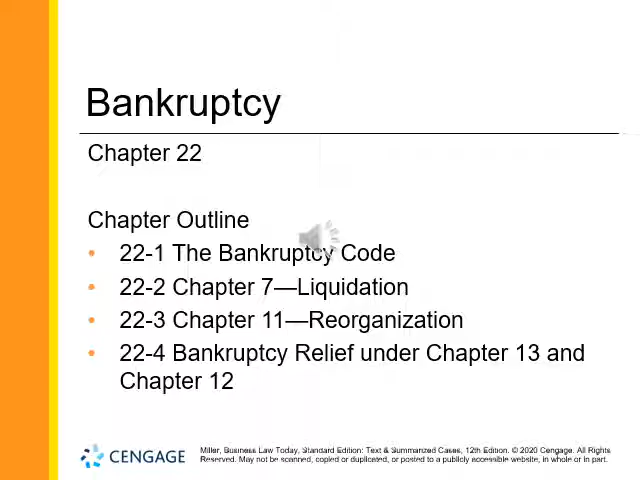 Bankruptcy
Chapter 22
Chapter Outline
• 22-1 The Bankruptcy Code
• 22-2 Chapter 7—Liquidation
• 22-3 Chapter 11—Reorganization
• 22-4 Bankruptcy Relief under Chapter 13 and
Chapter 12
CENGAGE
Miller, Business Law Today, Standard Edition: Text & Summarized Cases, 12th Edition. © 2020 Cengage. All Rights
Reserved. May not be scanned, copied or duplicated, or posted to a publicly accessible website, in whole or in part.